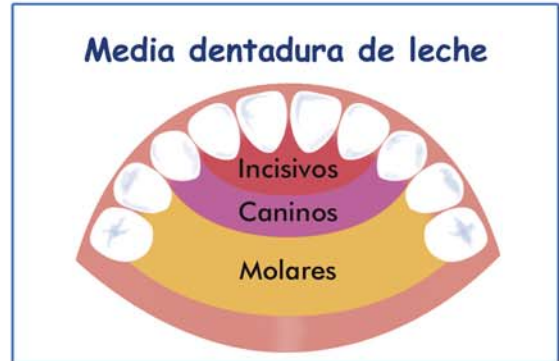 Media dentadura de leche
Incisivos
Caninos
Molares